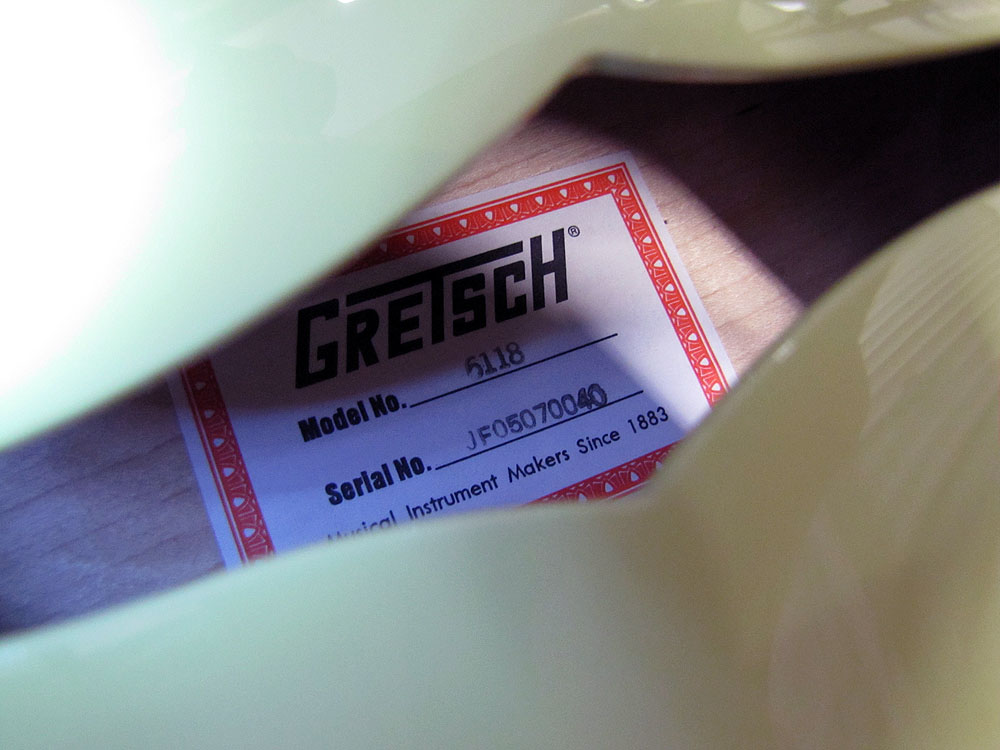 GRETSCH®
Model No. 6118
Serial No. JF05070040
Musical Instrument Makers Since 1883